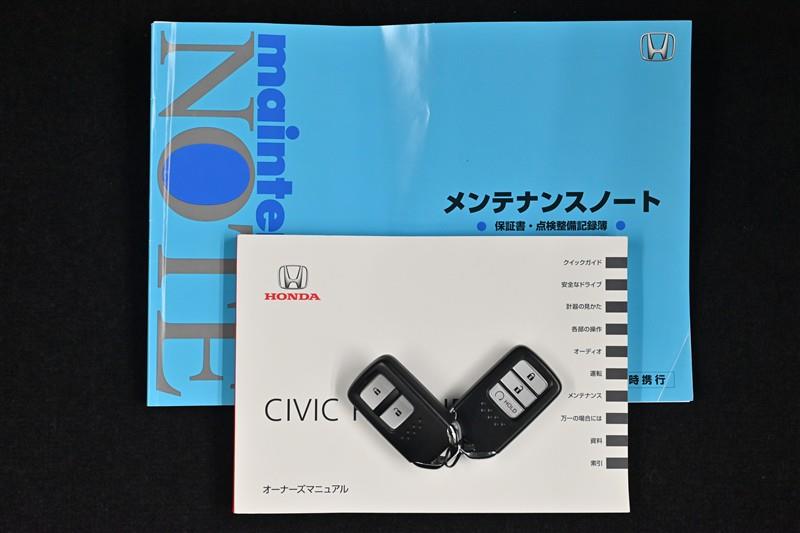 mainte
NOTE
メンテナンスノート
保証書・点検整備記録簿
時携行
HONDA
クイックガイド
安全なドライブ
計器の見かた
各部の操作
オーディオ
運転
メンテナンス
万一の場合には
資料
索引
CIVIC
オーナーズマニュアル
HOLD